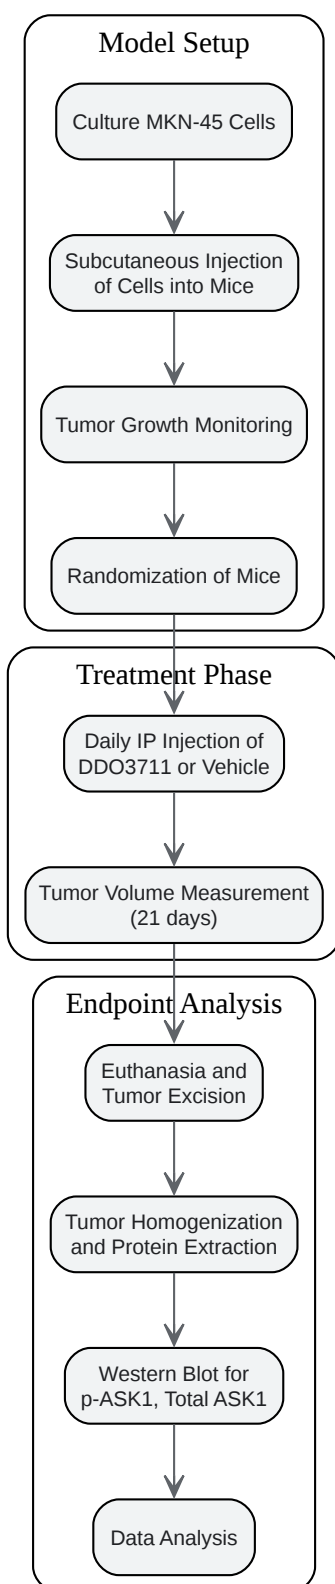 Model Setup
Culture MKN-45 Cells
Subcutaneous Injection
of Cells into Mice
Tumor Growth Monitoring
Randomization of Mice
Treatment Phase
Daily IP Injection of
DDO3711 or Vehicle
Tumor Volume Measurement
(21 days)
Endpoint Analysis
Euthanasia and
Tumor Excision
Tumor Homogenization
and Protein Extraction
Western Blot for
p-ASK1, Total ASK1
Data Analysis